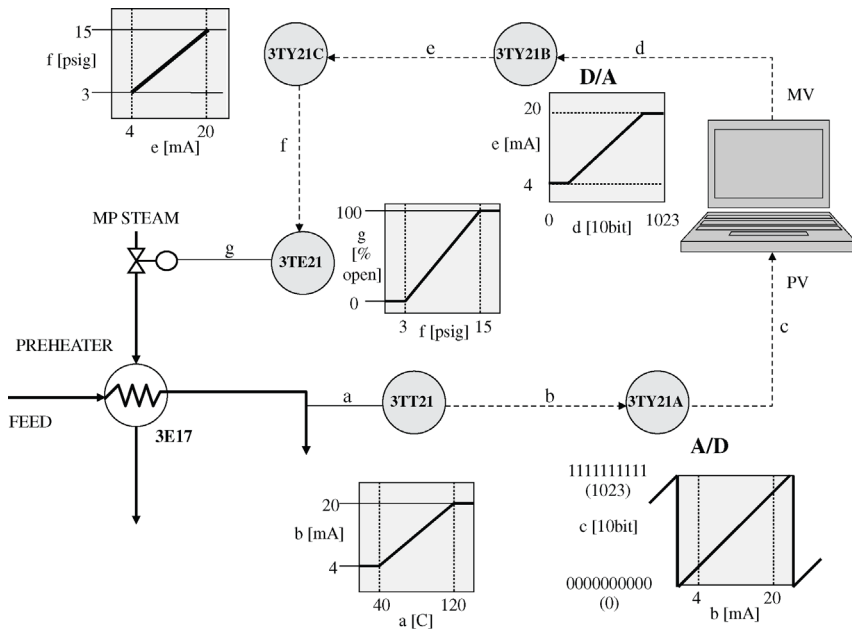 15
f [psig]
3
4
20
e [mA]
3TY21C
e
3TY21B
d
D/A
MV
20
e [mA]
4
0
d [10bit]
1023
f
MP STEAM
g
3TE21
100
g
[%
open]
0
3
f [psig]
15
PV
c
PREHEATER
FEED
3E17
a
3TT21
b
3TY21A
A/D
20
b [mA]
4
40
120
a [C]
1111111111
(1023)
c [10bit]
0000000000
(0)
4
20
b [mA]